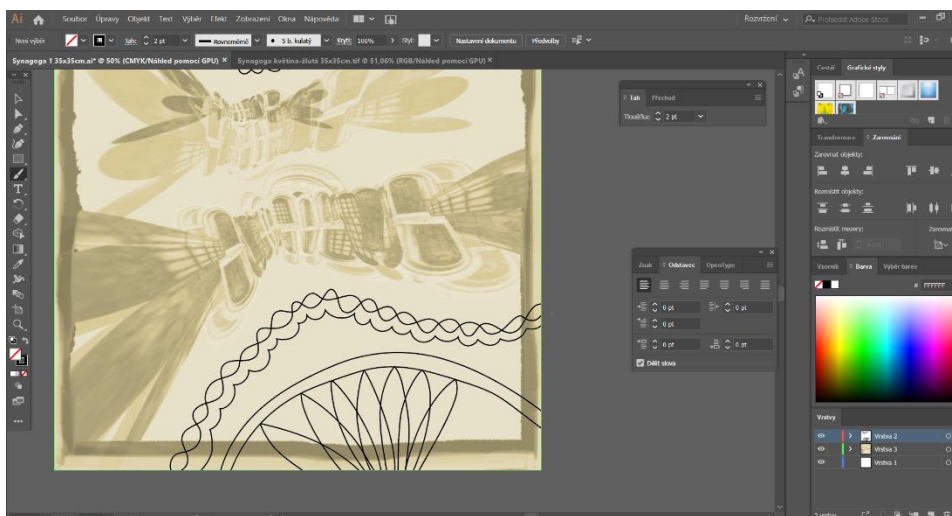 Ai Soubor Úpravy Objekt Text Výběr Efekt Zobrazení Okna Nápověda Rozvržení Prohledat Adobe Stock
Není výběr Tah: 2 pt Rovnoměrně 5 b. kulatý Krytí: 100% Styl: Nastavení dokumentu Předvolby
Synagoga 1 35x35cm.ai* @ 50% (CMYK/Náhled pomocí GPU) × Synagoga květina-žlutá 35x35cm.tif @ 51,06% (RGB/Náhled pomocí GPU) ×
Grafické styly
Tah Přechod
Tloušťka: 2 pt
Transformace Zarovnání
Zarovnat objekty:
Rozmístit objekty:
Rozmístit mezery: Zarovnat
Znak Odstavec OpenType
0 pt 0 pt
0 pt
0 pt 0 pt
Dělit slova
Vzorník Barva Výběr barev
# FFFFFF
Vrstvy
Vrstva 2
Vrstva 3
Vrstva 1